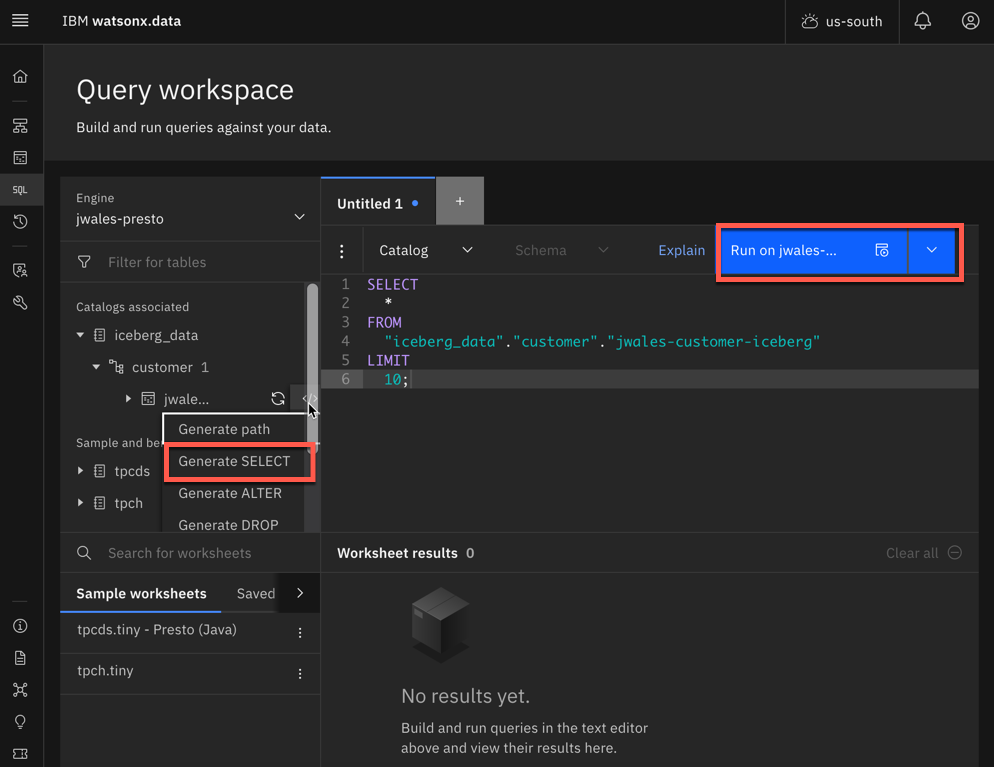 IBM watsonx.data
us-south
Query workspace
Build and run queries against your data.
SQL
Engine
jwales-presto
Filter for tables
Catalogs associated
iceberg_data
customer 1
jwale...
Generate path
Generate SELECT
Generate ALTER
Generate DROP
Sample and be
tpcds
tpch
Untitled 1
+
Catalog
Schema
Explain
Run on jwales-...
1 SELECT
2 *
3 FROM
4 "iceberg_data"."customer"."jwales-customer-iceberg"
5 LIMIT
6 10;
Search for worksheets
Sample worksheets
Saved
tpcds.tiny - Presto (Java)
tpch.tiny
Worksheet results 0
Clear all
No results yet.
Build and run queries in the text editor
above and view their results here.